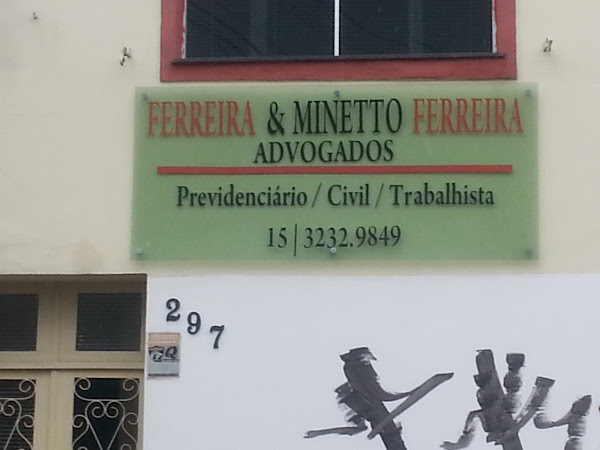 FERREIRA & MINETTO FERREIRA
ADVOGADOS
Previdenciário / Civil / Trabalhista
15 | 3232.9849
297